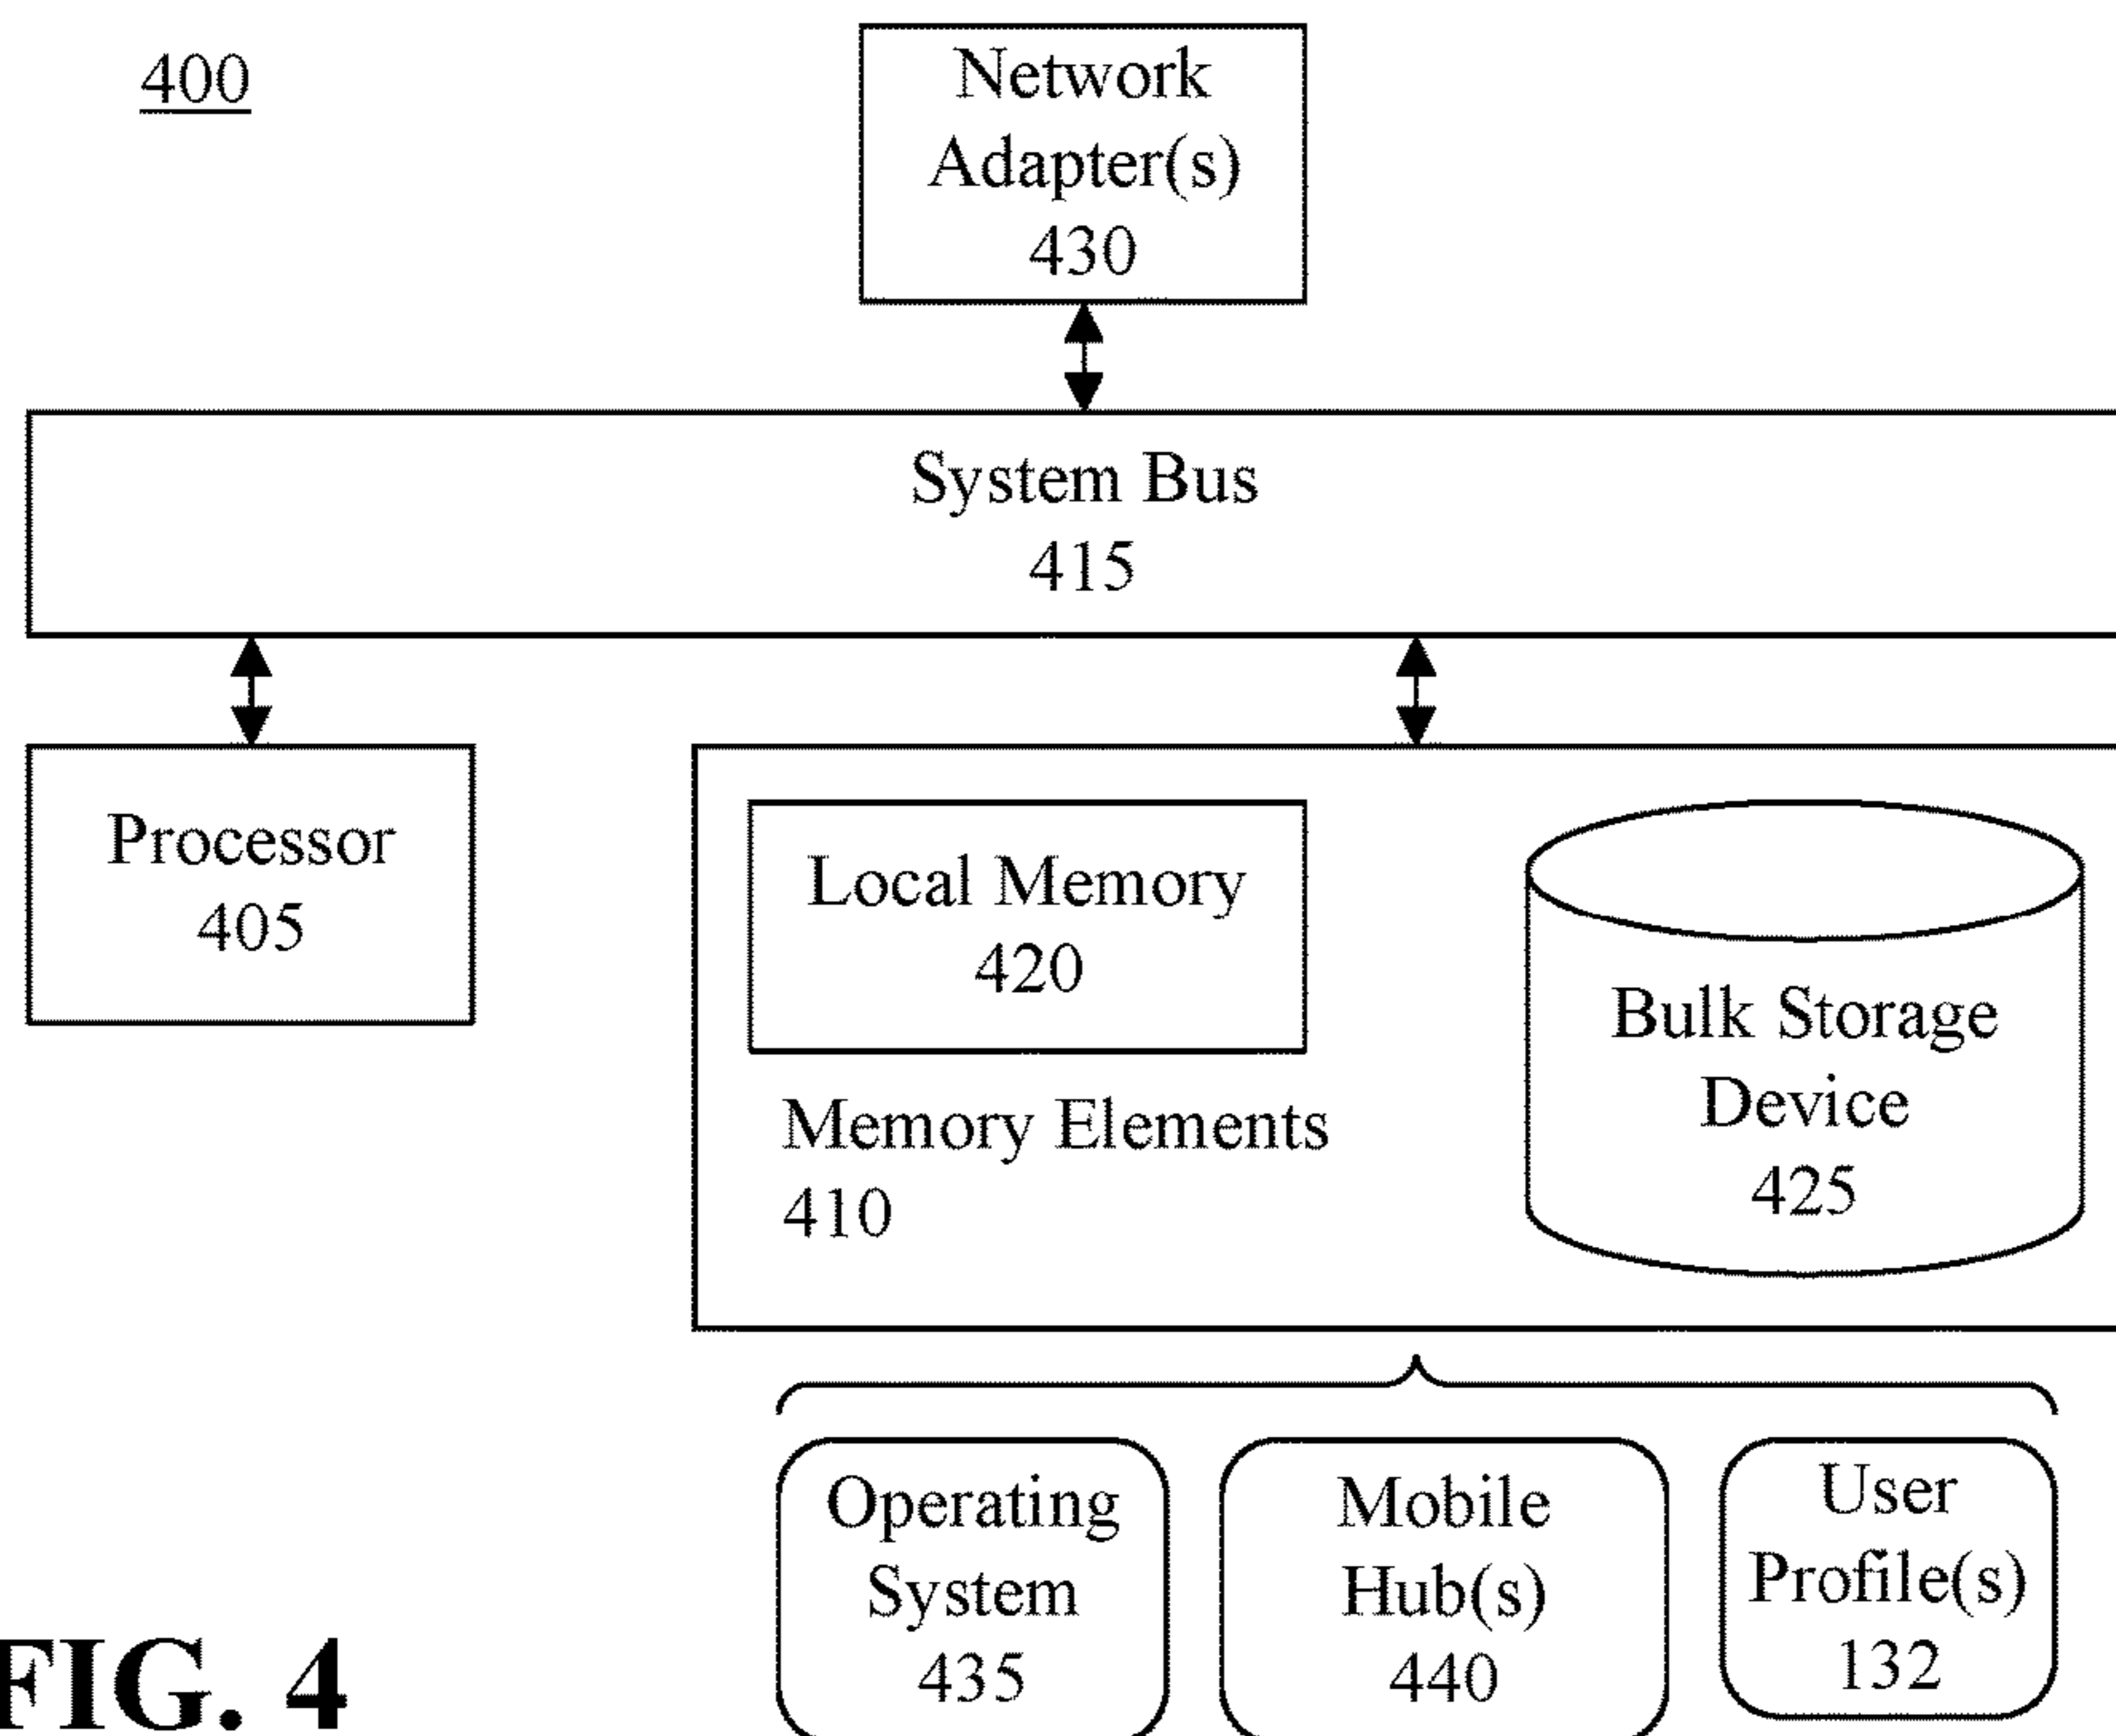 400
Network
Adapter(s)
430
System Bus
415
Processor
405
Local Memory
420
Memory Elements
410
Bulk Storage
Device
425
Operating
System
435
Mobile
Hub(s)
440
User
Profile(s)
132
FIG. 4